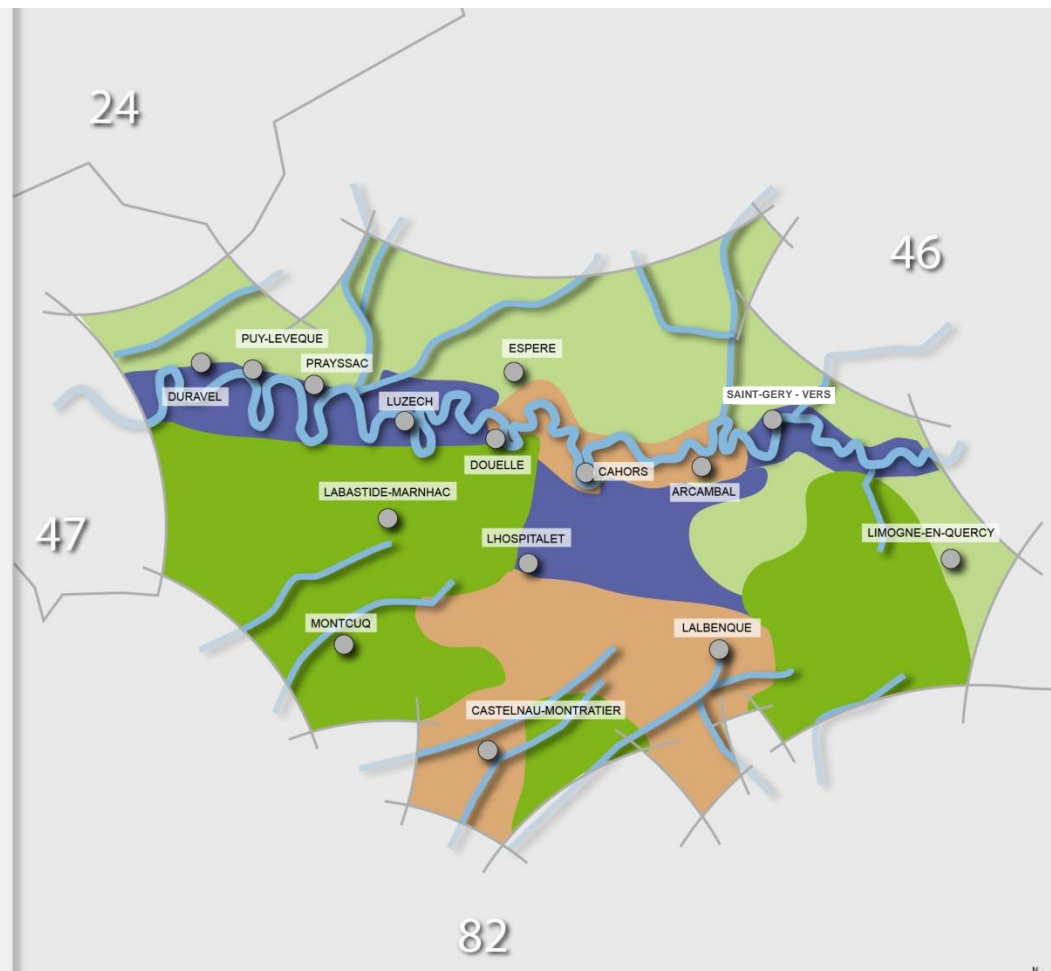 24
46
PUY-LEVEQUE
ESPERE
PRAYSSAC
DURAVEL
LUZECH
SAINT-GERY - VERS
DOUELLE
CAHORS
ARCAMBAL
LABASTIDE-MARNHAC
47
LHOSPITALET
LIMOGNE-EN-QUERCY
MONTCUQ
LALBENQUE
CASTELNAU-MONTRATIER
82
N